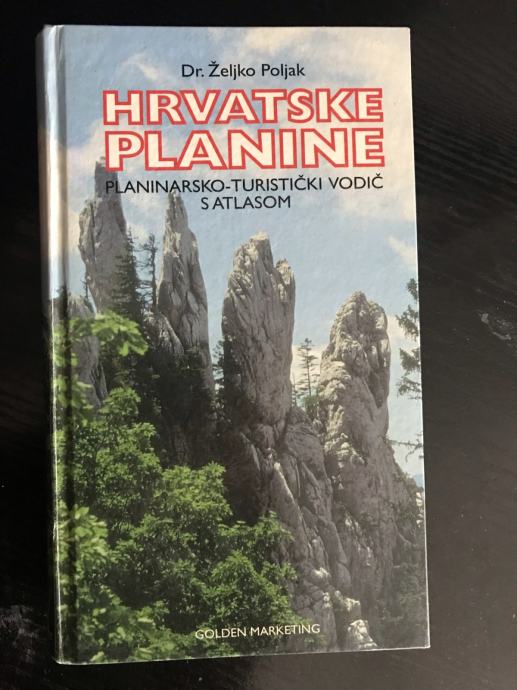 Dr. Željko Poljak
HRVATSKE
PLANINE
PLANINARSKO-TURISTIČKI VODIČ
S ATLASOM
GOLDEN MARKETING